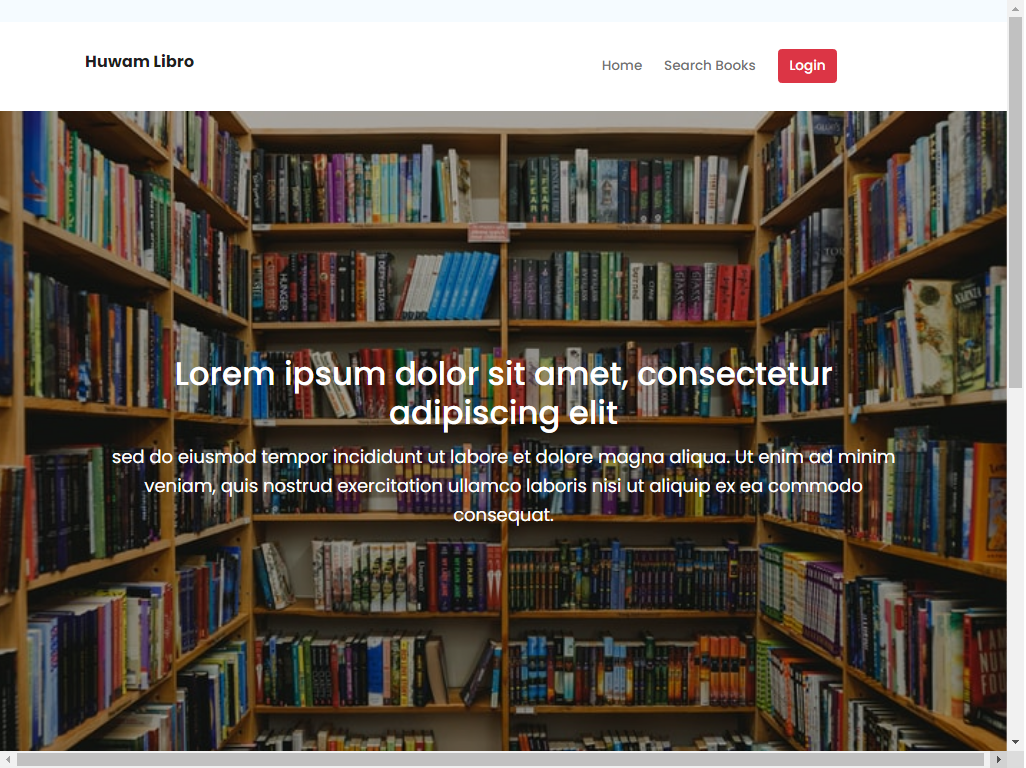 Huwam Libro
Home
Search Books
Login
Lorem ipsum dolor sit amet, consectetur
adipiscing elit
sed do eiusmod tempor incididunt ut labore et dolore magna aliqua. Ut enim ad minim
veniam, quis nostrud exercitation ullamco laboris nisi ut aliquip ex ea commodo
consequat.